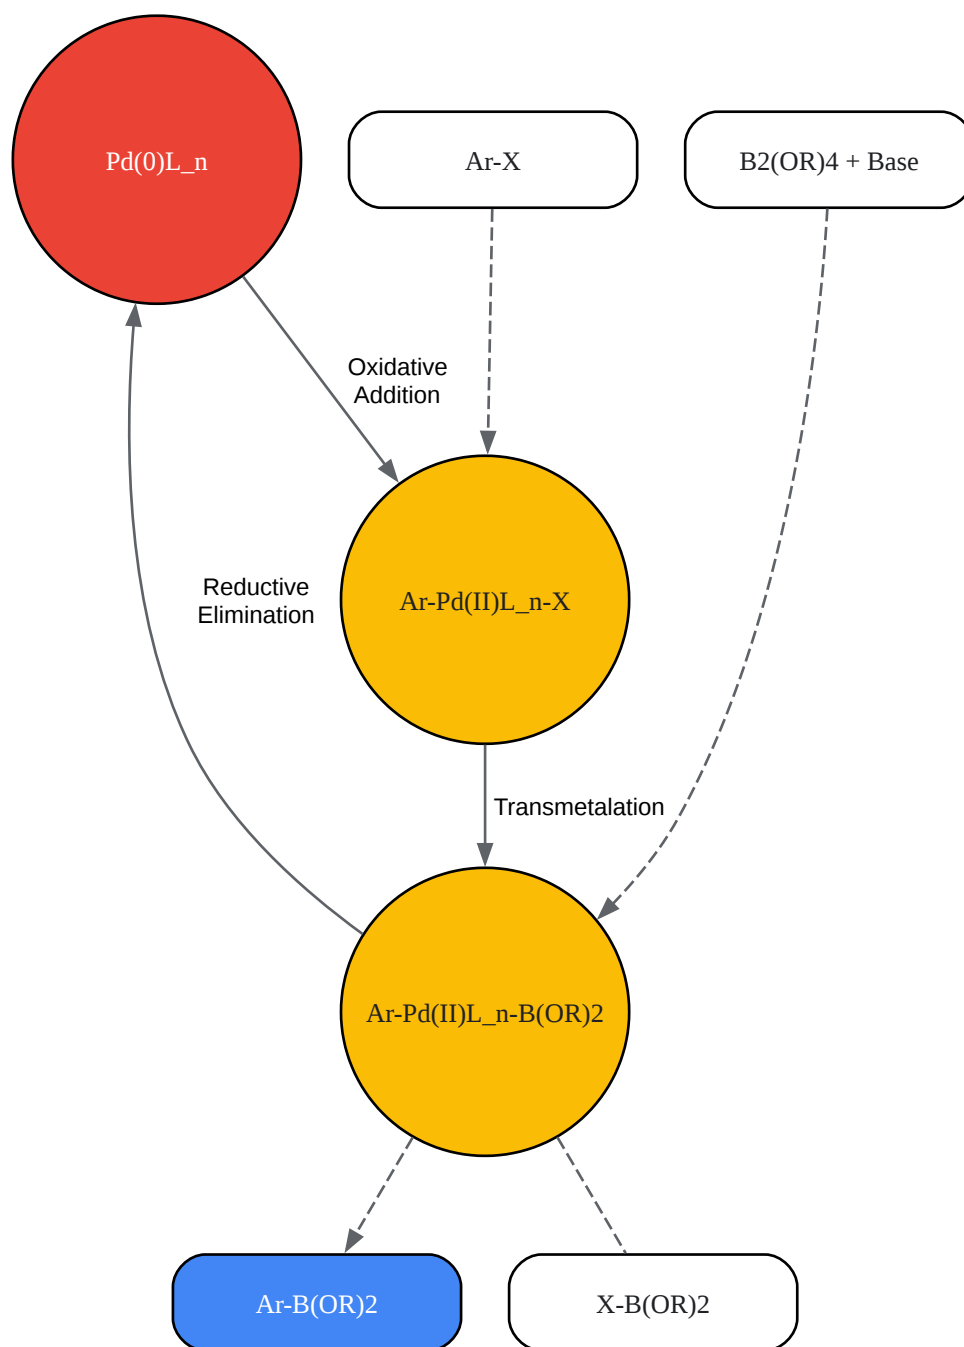 Pd(0)L_n
Ar-X
B2(OR)4 + Base
Oxidative
Addition
Reductive
Elimination
Ar-Pd(II)L_n-X
Transmetalation
Ar-Pd(II)L_n-B(OR)2
Ar-B(OR)2
X-B(OR)2